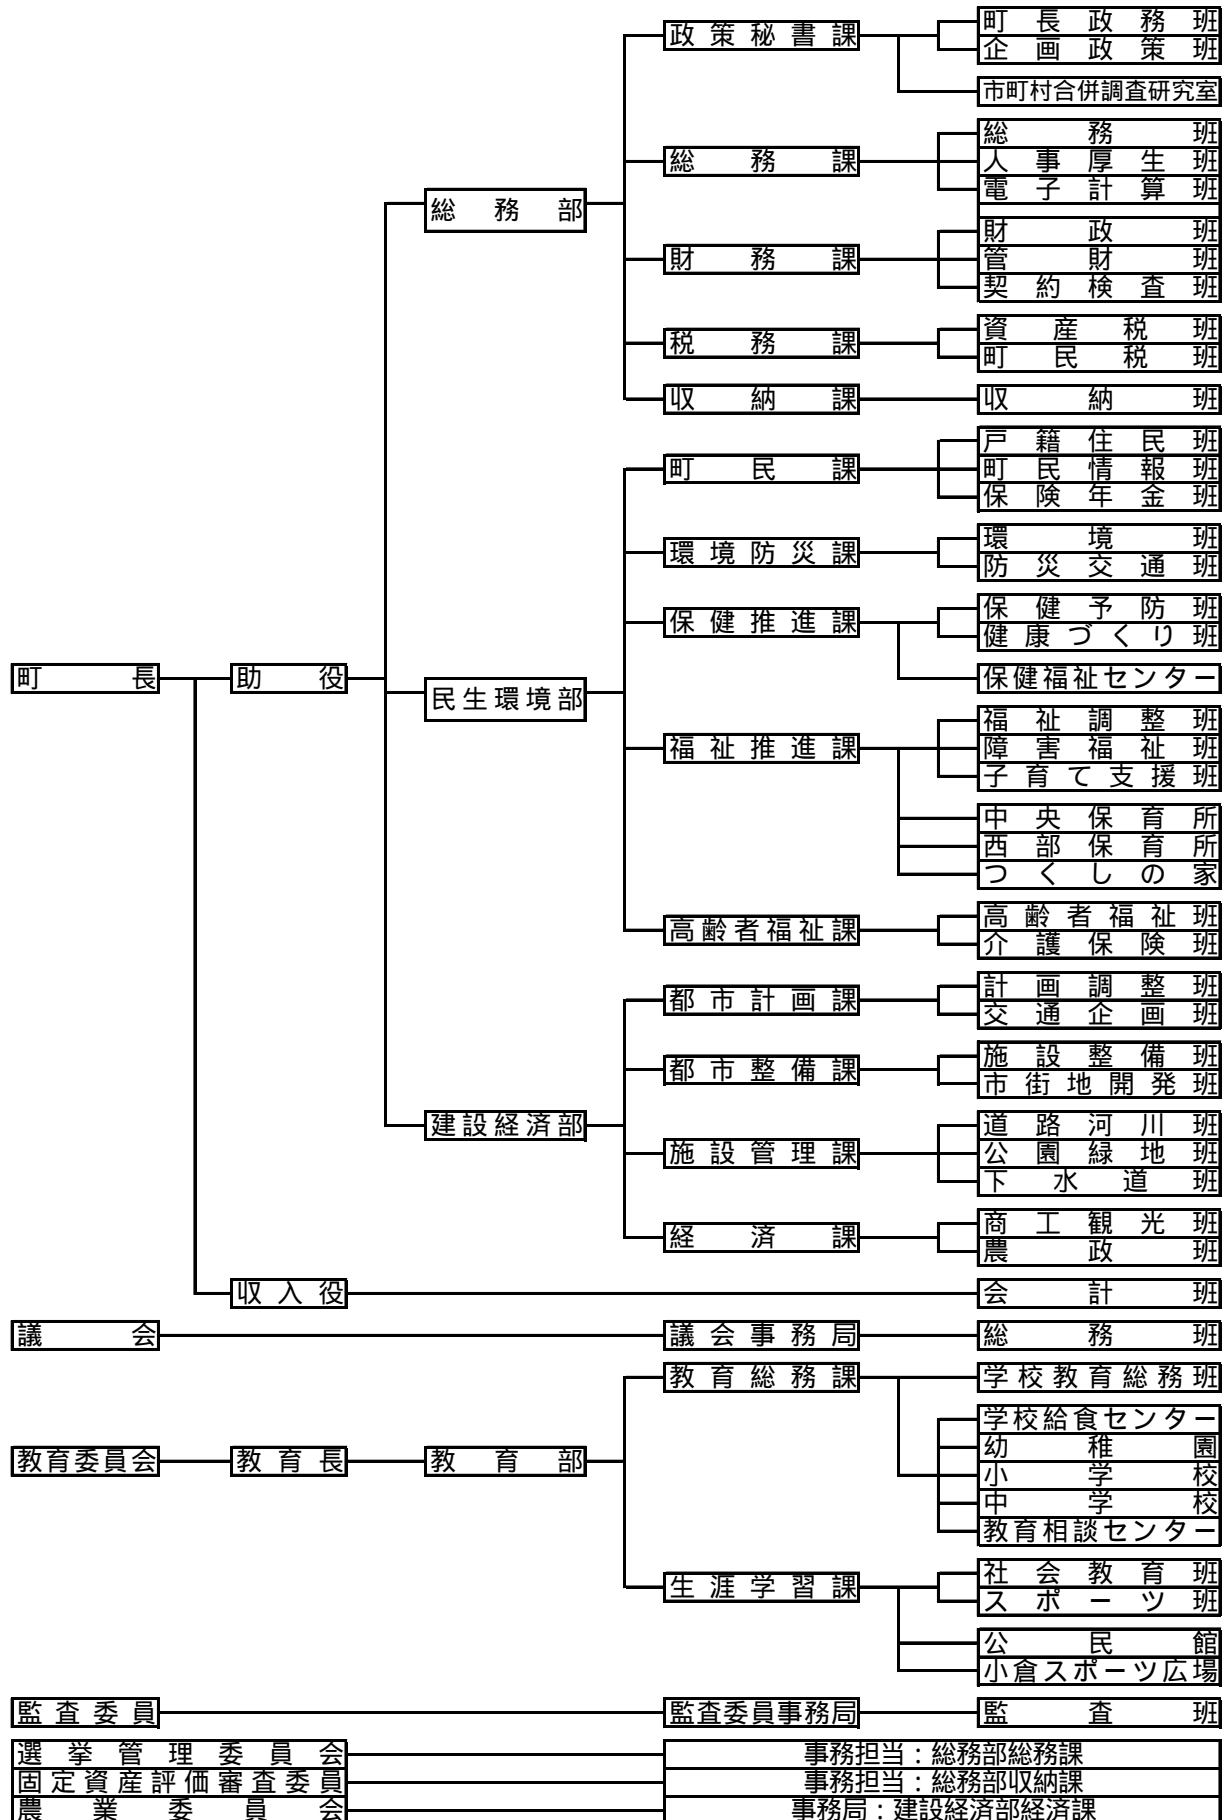 政策秘書課
町長政務班
企画政策班
市町村合併調査研究室
総務部
総務課
総務班
人事厚生班
電子計算班
財務課
財政班
管財班
契約検査班
税務課
資産税班
町民税班
収納課
収納班
町長
助役
民生環境部
町民課
戸籍住民班
町民情報班
保険年金班
環境防災課
環境班
防災交通班
保健推進課
保健予防班
健康づくり班
保健福祉センター
福祉推進課
福祉調整班
障害福祉班
子育て支援班
中央保育所
西部保育所
つくしの家
高齢者福祉課
高齢者福祉班
介護保険班
建設経済部
都市計画課
計画調整班
交通企画班
都市整備課
施設整備班
市街地開発班
施設管理課
道路河川班
公園緑地班
下水道班
経済課
商工観光班
農政班
収入役
会計班
議会
議会事務局
総務班
教育委員会
教育長
教育部
教育総務課
学校教育総務班
学校給食センター
幼稚園
小学校
中学校
教育相談センター
生涯学習課
社会教育班
スポーツ班
公民館
小倉スポーツ広場
監査委員
監査委員事務局
監査班
選挙管理委員会
事務担当：総務部総務課
固定資産評価審査委員
事務担当：総務部収納課
農業委員会
事務局：建設経済部経済課